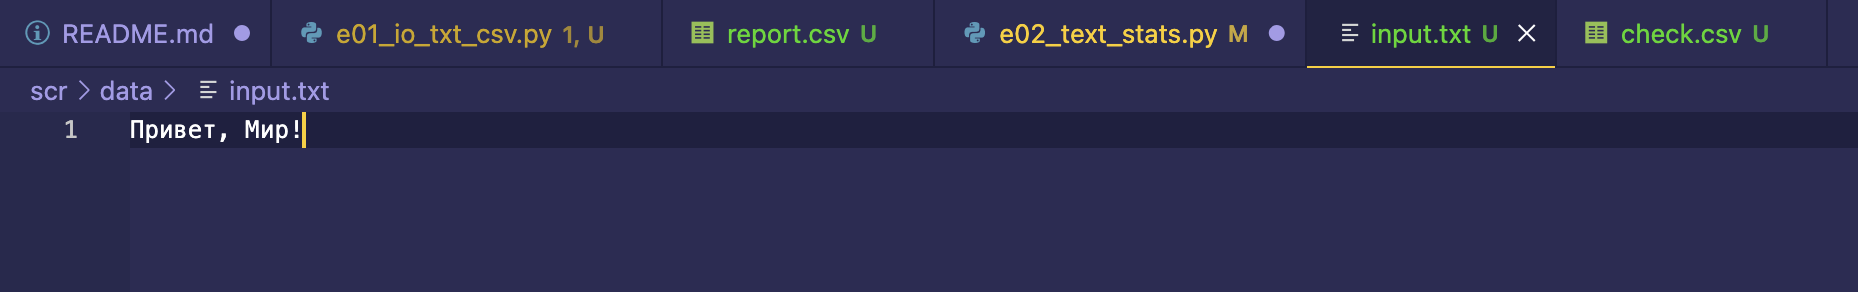 README.md e01_io_txt_csv.py 1, U report.csv U e02_text_stats.py M input.txt U check.csv U
scr > data > input.txt
1 Привет, Мир!